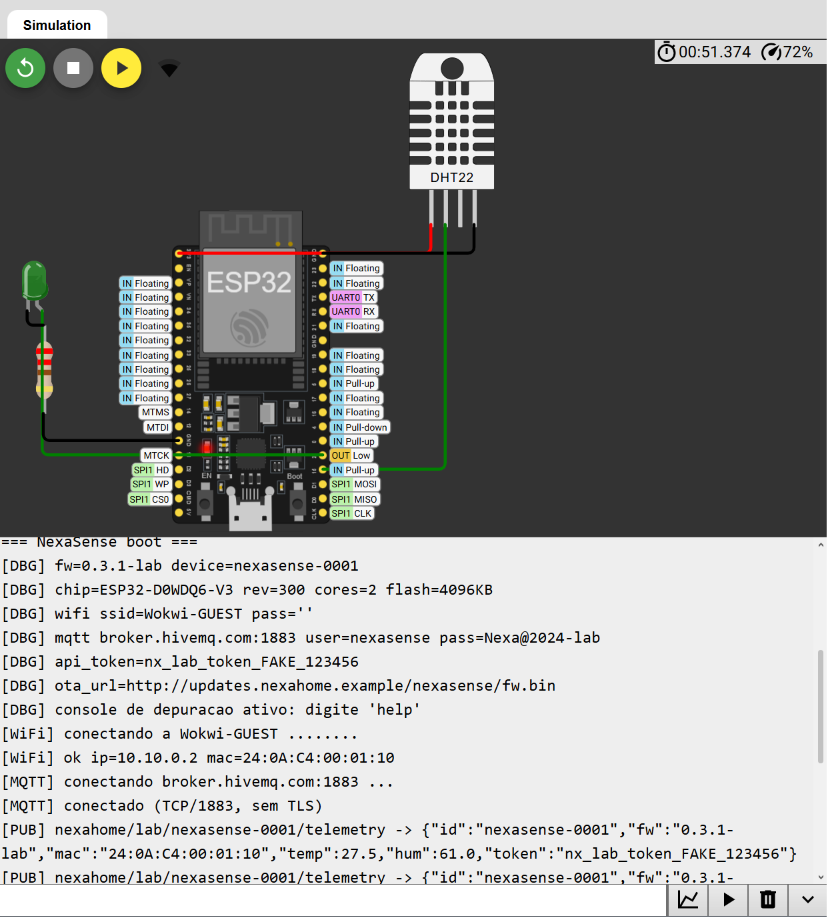 Simulation
00:51.374 72%
DHT22
ESP32
IN Floating
IN Floating
IN Floating
IN Floating
IN Floating
IN Floating
IN Floating
IN Floating
IN Floating
MTMS
MTDI
MTCK
SPI1 HD
SPI1 WP
SPI1 CS0
IN Floating
IN Floating
UART0 TX
UART0 RX
IN Floating
IN Floating
IN Floating
IN Pull-up
IN Floating
IN Floating
IN Pull-down
IN Pull-up
OUT Low
IN Pull-up
SPI1 MOSI
SPI1 MISO
SPI1 CLK
EN
Boot
=== NexaSense boot ===
[DBG] fw=0.3.1-lab device=nexasense-0001
[DBG] chip=ESP32-D0WDQ6-V3 rev=300 cores=2 flash=4096KB
[DBG] wifi ssid=Wokwi-GUEST pass=''
[DBG] mqtt broker.hivemq.com:1883 user=nexasense pass=Nexa@2024-lab
[DBG] api_token=nx_lab_token_FAKE_123456
[DBG] ota_url=http://updates.nexahome.example/nexasense/fw.bin
[DBG] console de depuracao ativo: digite 'help'
[WiFi] conectando a Wokwi-GUEST ........
[WiFi] ok ip=10.10.0.2 mac=24:0A:C4:00:01:10
[MQTT] conectando broker.hivemq.com:1883 ...
[MQTT] conectado (TCP/1883, sem TLS)
[PUB] nexahome/lab/nexasense-0001/telemetry -> {"id":"nexasense-0001","fw":"0.3.1-
lab","mac":"24:0A:C4:00:01:10","temp":27.5,"hum":61.0,"token":"nx_lab_token_FAKE_123456"}
[PUB] nexahome/lab/nexasense-0001/telemetry -> {"id":"nexasense-0001","fw":"0.3.1-